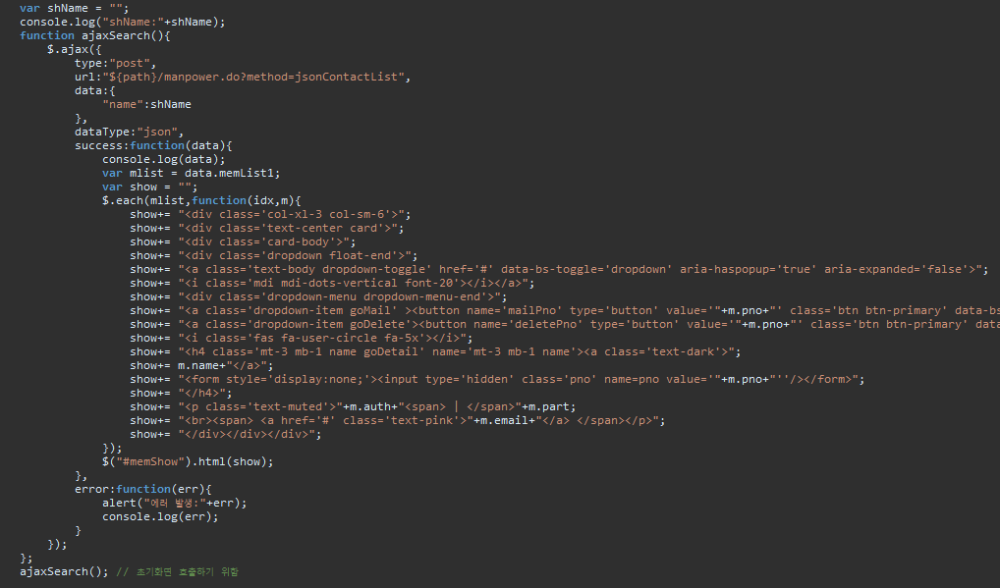 var shName = "";
console.log("shName:"+shName);
function ajaxSearch(){
    $.ajax({
        type:"post",
        url:"${path}/manpower.do?method=jsonContactList",
        data:{
            "name":shName
        },
        dataType:"json",
        success:function(data){
            console.log(data);
            var mlist = data.memList1;
            var show = "";
            $.each(mlist,function(idx,m){
                show+= "<div class='col-xl-3 col-sm-6'>";
                show+= "<div class='text-center card'>";
                show+= "<div class='card-body'>";
                show+= "<div class='dropdown float-end'>";
                show+= "<a class='text-body dropdown-toggle' href='#' data-bs-toggle='dropdown' aria-haspopup='true' aria-expanded='false'>";
                show+= "<i class='mdi mdi-dots-vertical font-20'></i></a>";
                show+= "<div class='dropdown-menu dropdown-menu-end'>";
                show+= "<a class='dropdown-item goMail' ><button name='mailPno' type='button' value='"+m.pno+"' class='btn btn-primary' data-bs
                show+= "<a class='dropdown-item goDelete'><button name='deletePno' type='button' value='"+m.pno+"' class='btn btn-primary' data
                show+= "<i class='fas fa-user-circle fa-5x'></i>";
                show+= "<h4 class='mt-3 mb-1 name goDetail' name='mt-3 mb-1 name'><a class='text-dark'>";
                show+= m.name+"</a>";
                show+= "<form style='display:none;'><input type='hidden' class='pno' name=pno value='"+m.pno+"''/></form>";
                show+= "</h4>";
                show+= "<p class='text-muted'>"+m.auth+"<span> | </span>"+m.part;
                show+= "<br><span> <a href='#' class='text-pink'>"+m.email+"</a> </span></p>";
                show+= "</div></div></div>";
            });
            $("#memShow").html(show);
        },
        error:function(err){
            alert("에러 발생:"+err);
            console.log(err);
        }
    });
};
ajaxSearch(); // 초기화면 호출하기 위함